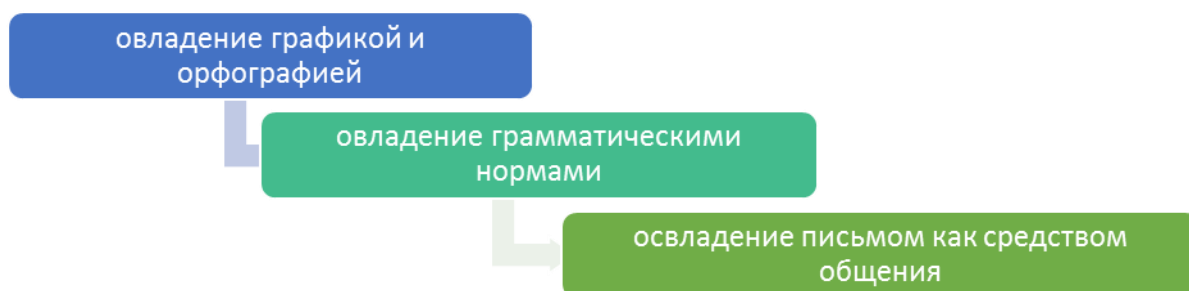 овладение графикой и
орфографией
овладение грамматическими
нормами
освладение письмом как средством
общения